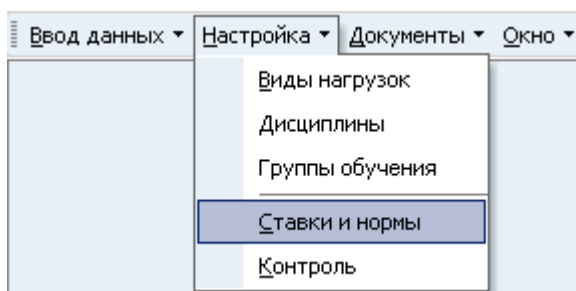 Ввод данных Настройка Документы Окно
Виды нагрузок
Дисциплины
Группы обучения
Ставки и нормы
Контроль